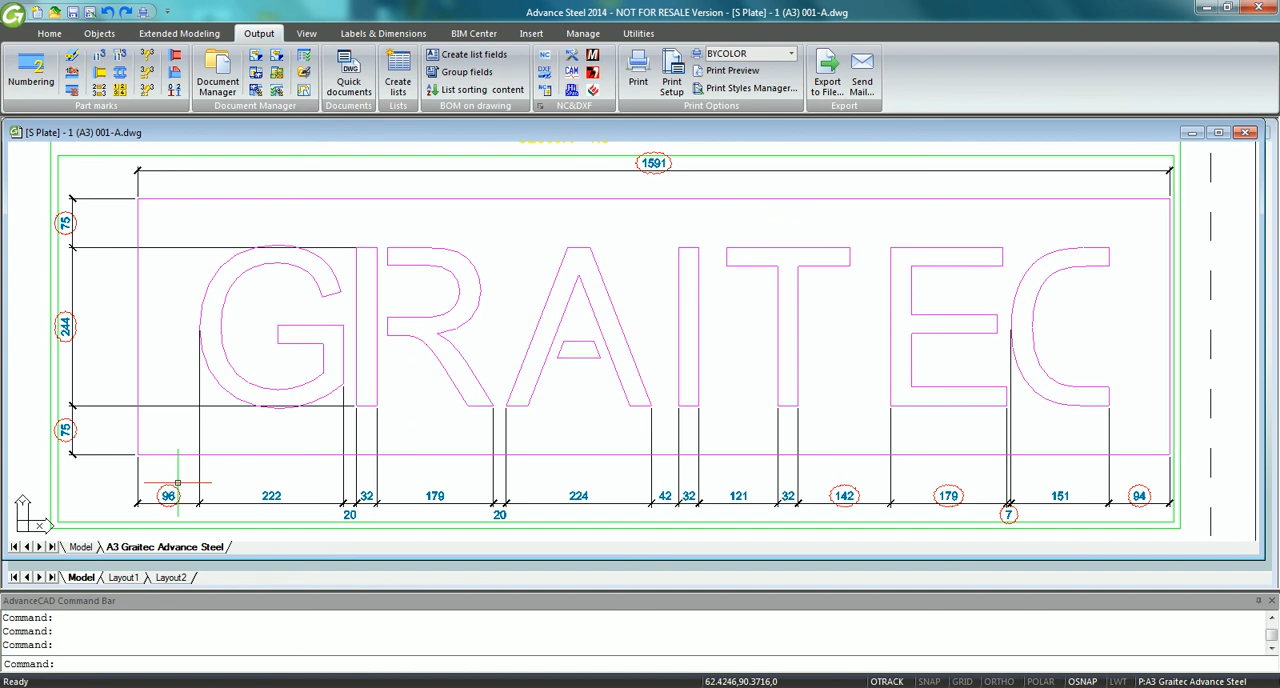 Advance Steel 2014 - NOT FOR RESALE Version - [S Plate] - 1 (A3) 001-A.dwg
Home Objects Extended Modeling Output View Labels & Dimensions BIM Center Insert Manage Utilities
Numbering
Document Manager
Quick documents
Create lists
Create list fields
Group fields
List sorting content
Print
Print Setup
BYCOLOR
Print Preview
Print Styles Manager...
Export to File...
Send Mail...
Part marks
Document Manager
Documents
Lists
BOM on drawing
NC&DXF
Print Options
Export
[S Plate] - 1 (A3) 001-A.dwg
1591
75
244
75
GRAITEC
96 222 32 179 224 42 32 121 32 142 179 151 94
20 20 7
Y
X
Model A3 Graitec Advance Steel
Model Layout1 Layout2
AdvanceCAD Command Bar
Command:
Command:
Command:
Command:
Ready 62.4246,90.3716,0 OTRACK SNAP GRID ORTHO POLAR OSNAP LWT P:A3 Graitec Advance Steel